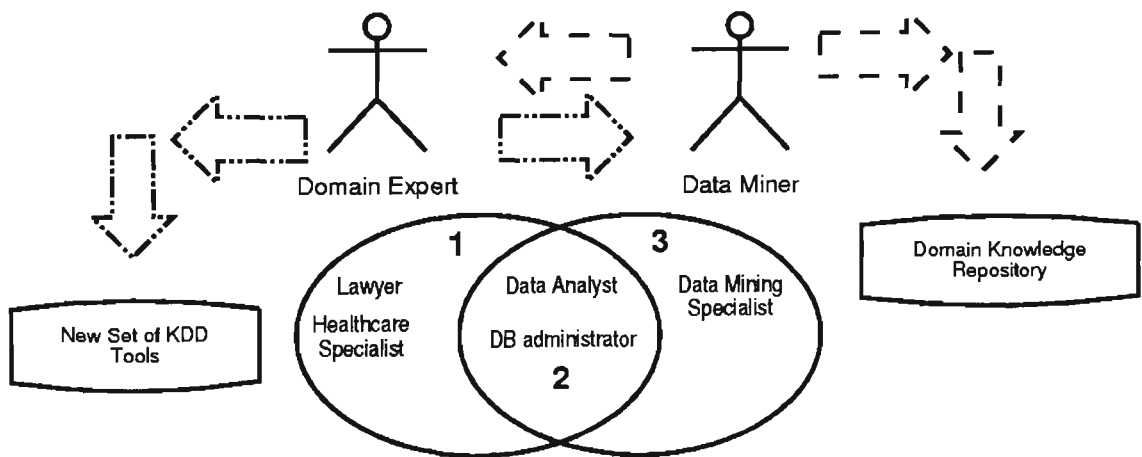 Domain Expert
Data Miner
1
3
Lawyer
Healthcare
Specialist
Data Analyst
DB administrator
2
Data Mining
Specialist
Domain Knowledge
Repository
New Set of KDD
Tools